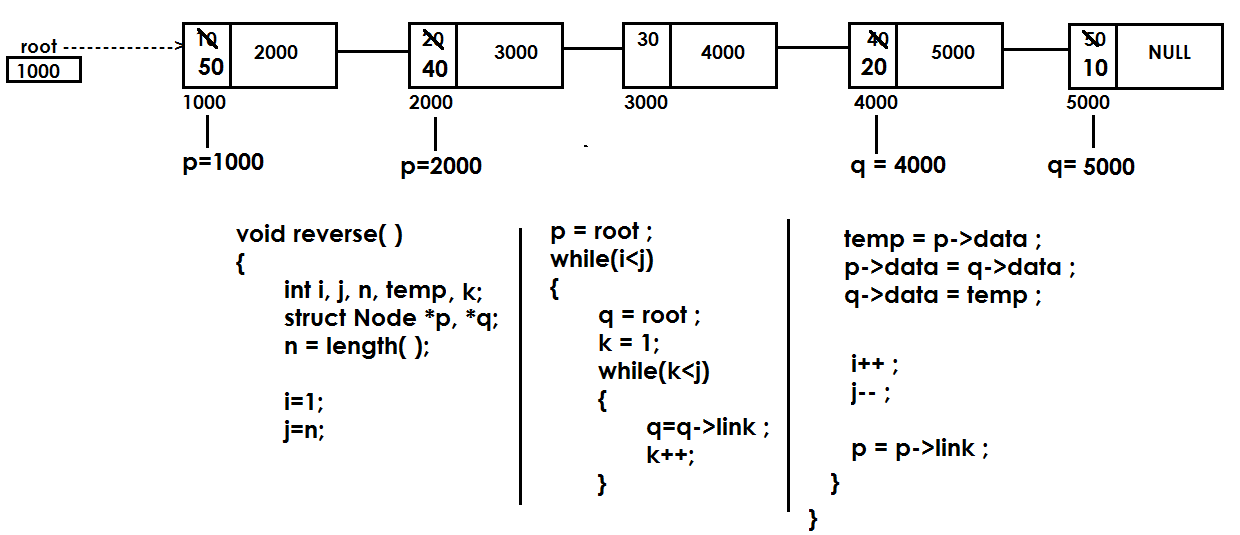 root
1000
10
50
2000
20
40
3000
30
4000
40
20
5000
50
10
NULL
1000
2000
3000
4000
5000
p=1000
p=2000
q = 4000
q= 5000
void reverse( )
{
int i, j, n, temp, k;
struct Node *p, *q;
n = length( );
i=1;
j=n;
p = root ;
while(i<j)
{
q = root ;
k = 1;
while(k<j)
{
q=q->link ;
k++;
}
temp = p->data ;
p->data = q->data ;
q->data = temp ;
i++ ;
j-- ;
p = p->link ;
}
}